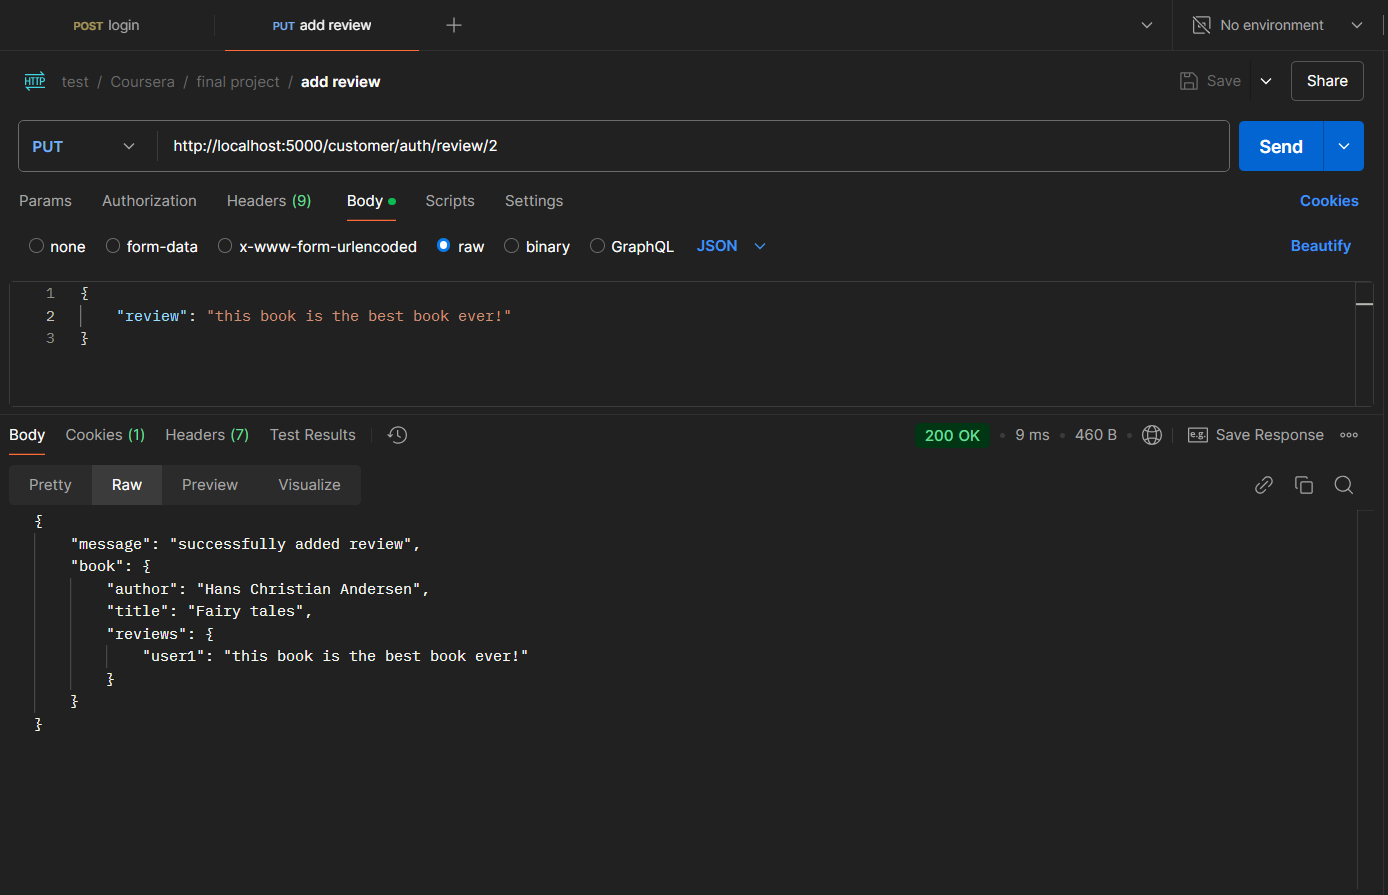 POST login PUT add review No environment
HTTP test / Coursera / final project / add review Save Share
PUT http://localhost:5000/customer/auth/review/2 Send
Params Authorization Headers (9) Body Scripts Settings Cookies
none form-data x-www-form-urlencoded raw binary GraphQL JSON Beautify
1 {
2 "review": "this book is the best book ever!"
3 }
Body Cookies (1) Headers (7) Test Results 200 OK 9 ms 460 B e.g. Save Response
Pretty Raw Preview Visualize
{
"message": "successfully added review",
"book": {
"author": "Hans Christian Andersen",
"title": "Fairy tales",
"reviews": {
"user1": "this book is the best book ever!"
}
}
}